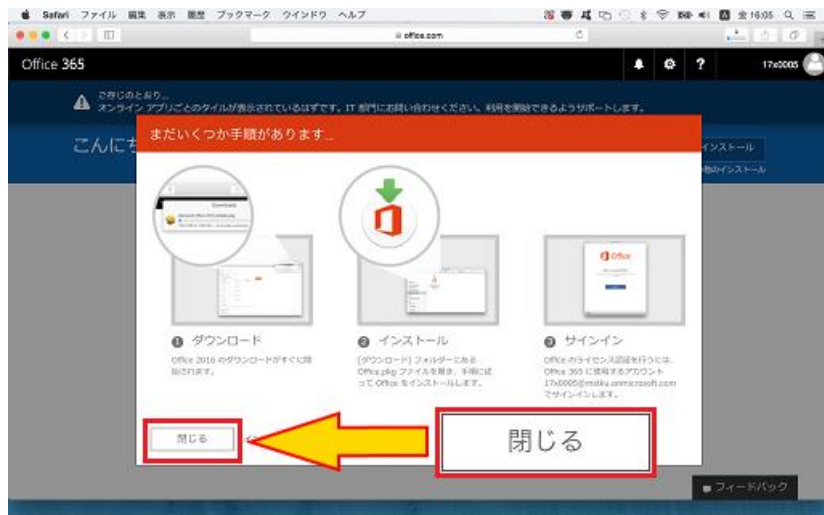 Safari ファイル 編集 表示 履歴 ブックマーク ウインドウ ヘルプ
金16:05
office.com
Office 365
?
17x0005
ご存じのとおり...
オンライン アプリごとのタイルが表示されているはずです。IT 部門にお問い合わせください。利用を開始できるようサポートします。
こんにち
インストール
のインストール
まだいくつか手順があります...
Office
❶ ダウンロード
Office 2016 のダウンロードがすぐに開
始されます。
❷ インストール
[ダウンロード] フォルダーにある
Office.pkg ファイルを開き、手順に従
って Office をインストールします。
❸ サインイン
Office のライセンス認証を行うには、
Office 365 に使用するアカウント
でサインインします。
閉じる
閉じる
フィードバック